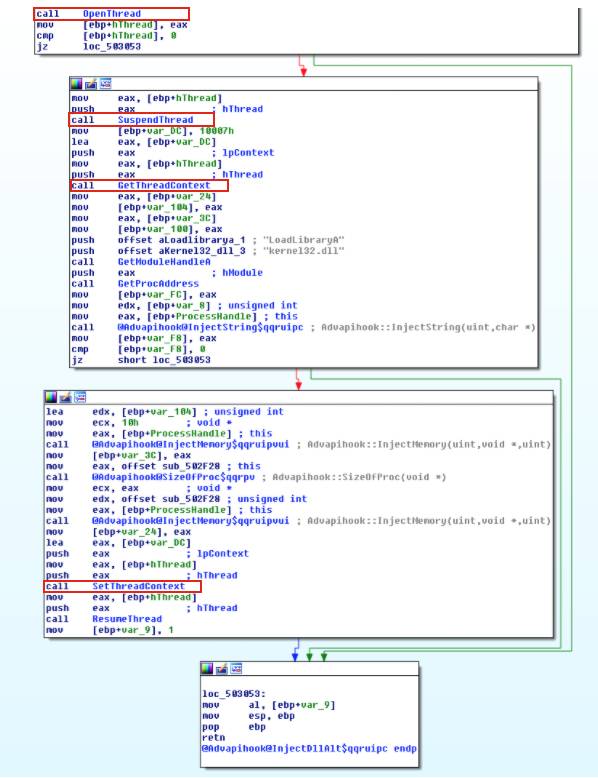 call OpenThread
mov [ebp+hThread], eax
cmp [ebp+hThread], 0
jz loc_503053
mov eax, [ebp+hThread]
push eax ; hThread
call SuspendThread
mov [ebp+var_DC], 10007h
lea eax, [ebp+var_DC]
push eax ; lpContext
mov eax, [ebp+hThread]
push eax ; hThread
call GetThreadContext
mov eax, [ebp+var_24]
mov [ebp+var_104], eax
mov eax, [ebp+var_3C]
mov [ebp+var_100], eax
push offset aLoadlibrarya_1 ; "LoadLibraryA"
push offset aKernel32_dll_3 ; "kernel32.dll"
call GetModuleHandleA
push eax ; hModule
call GetProcAddress
mov [ebp+var_FC], eax
mov edx, [ebp+var_8] ; unsigned int
mov eax, [ebp+ProcessHandle] ; this
call @Advapihook@InjectString$qqruipc ; Advapihook::InjectString(uint,char *)
mov [ebp+var_F8], eax
cmp [ebp+var_F8], 0
jz short loc_503053
lea edx, [ebp+var_104] ; unsigned int
mov ecx, 10h ; void *
mov eax, [ebp+ProcessHandle] ; this
call @Advapihook@InjectMemory$qqruipvui ; Advapihook::InjectMemory(uint,void *,uint)
mov [ebp+var_3C], eax
mov eax, offset sub_502F28 ; this
call @Advapihook@SizeOfProc$qqrpv ; Advapihook::SizeOfProc(void *)
mov ecx, eax ; void *
mov edx, offset sub_502F28 ; unsigned int
mov eax, [ebp+ProcessHandle] ; this
call @Advapihook@InjectMemory$qqruipvui ; Advapihook::InjectMemory(uint,void *,uint)
mov [ebp+var_24], eax
lea eax, [ebp+var_DC]
push eax ; lpContext
mov eax, [ebp+hThread]
push eax ; hThread
call SetThreadContext
mov eax, [ebp+hThread]
push eax ; hThread
call ResumeThread
mov [ebp+var_9], 1
loc_503053:
mov al, [ebp+var_9]
mov esp, ebp
pop ebp
retn
@Advapihook@InjectDllAlt$qqruipc endp